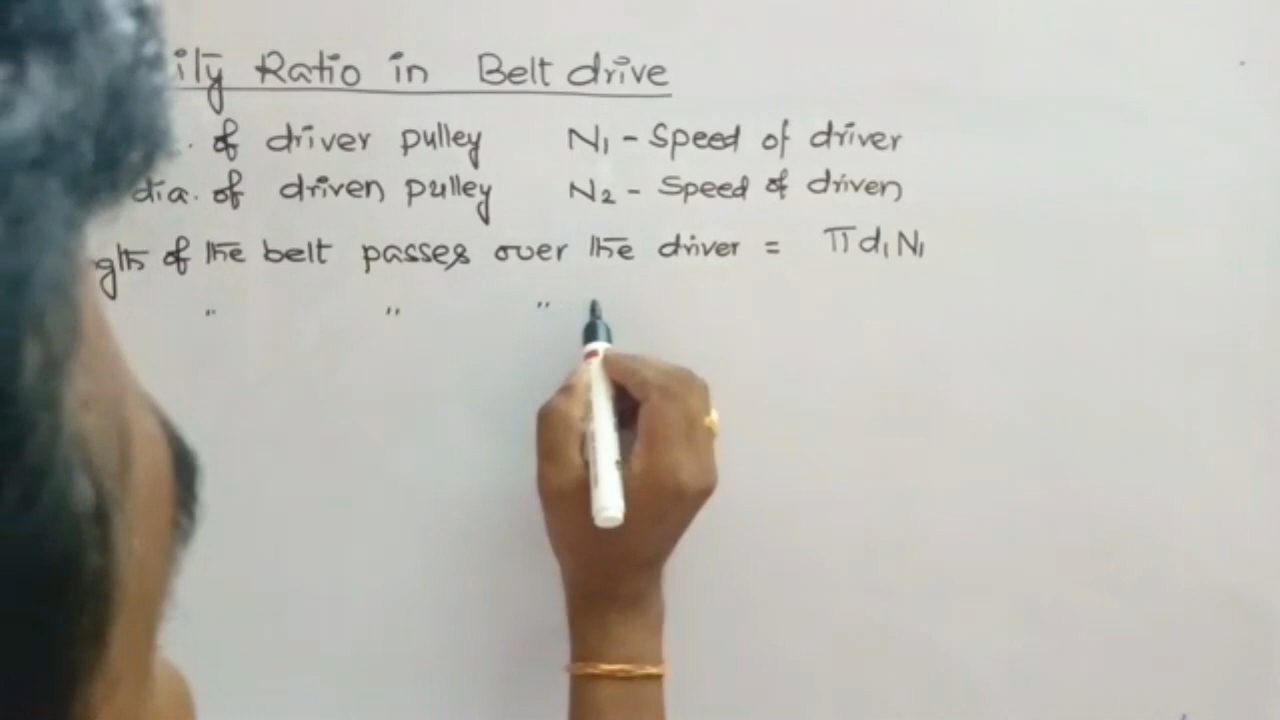 ity Ratio in Belt drive
. of driver pulley N₁ - Speed of driver
dia. of driven pulley N₂ - Speed of driven
gth of the belt passes over the driver = πd₁N₁
" " "